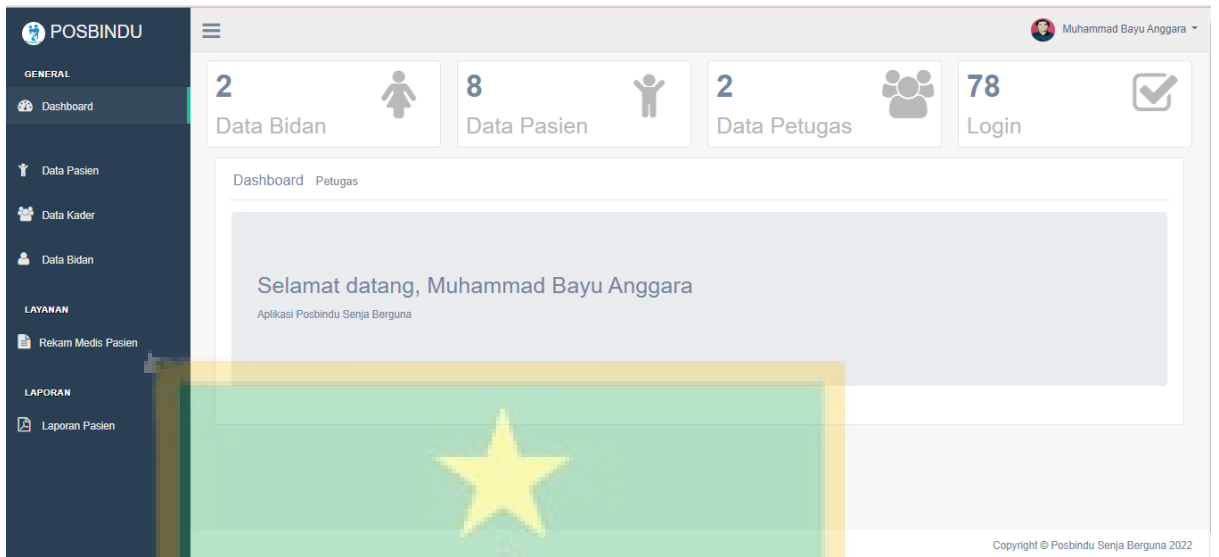 POSBINDU
Muhammad Bayu Anggara
GENERAL
Dashboard
Data Pasien
Data Kader
Data Bidan
LAYANAN
Rekam Medis Pasien
LAPORAN
Laporan Pasien
2
Data Bidan
8
Data Pasien
2
Data Petugas
78
Login
Dashboard Petugas
Selamat datang, Muhammad Bayu Anggara
Aplikasi Posbindu Senja Berguna
Copyright © Posbindu Senja Berguna 2022